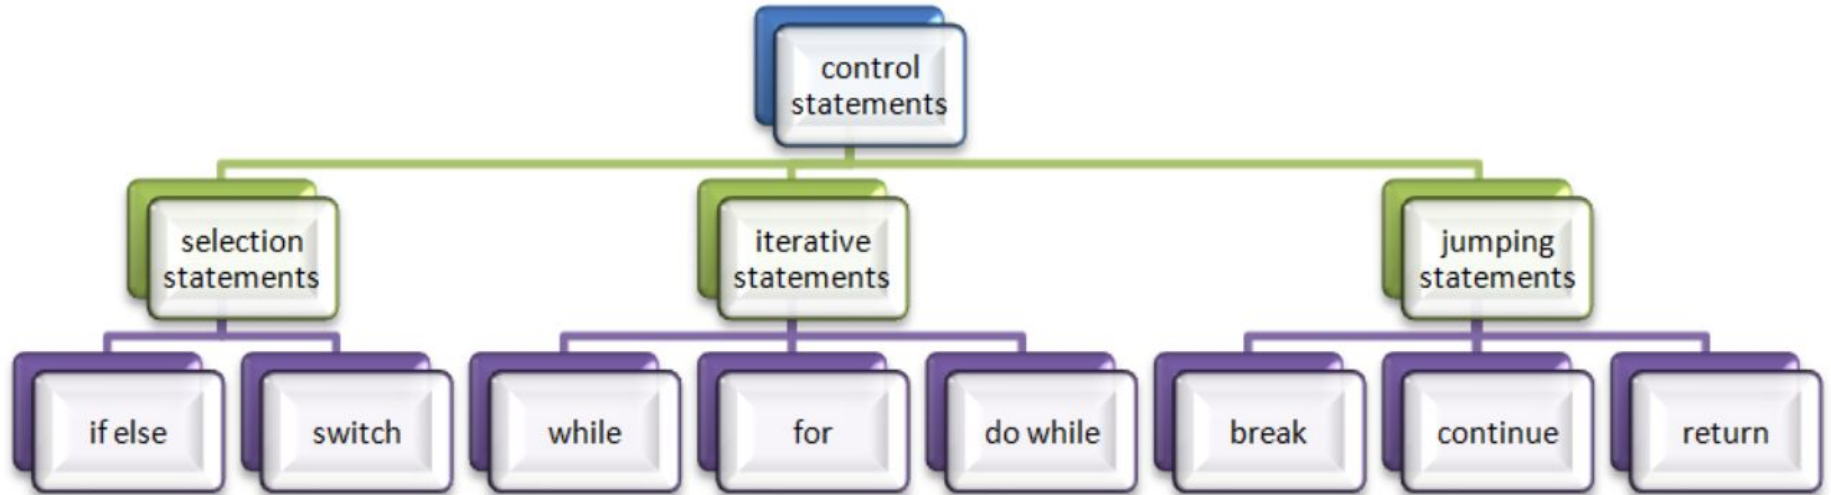 control
statements
selection
statements
iterative
statements
jumping
statements
if else
switch
while
for
do while
break
continue
return